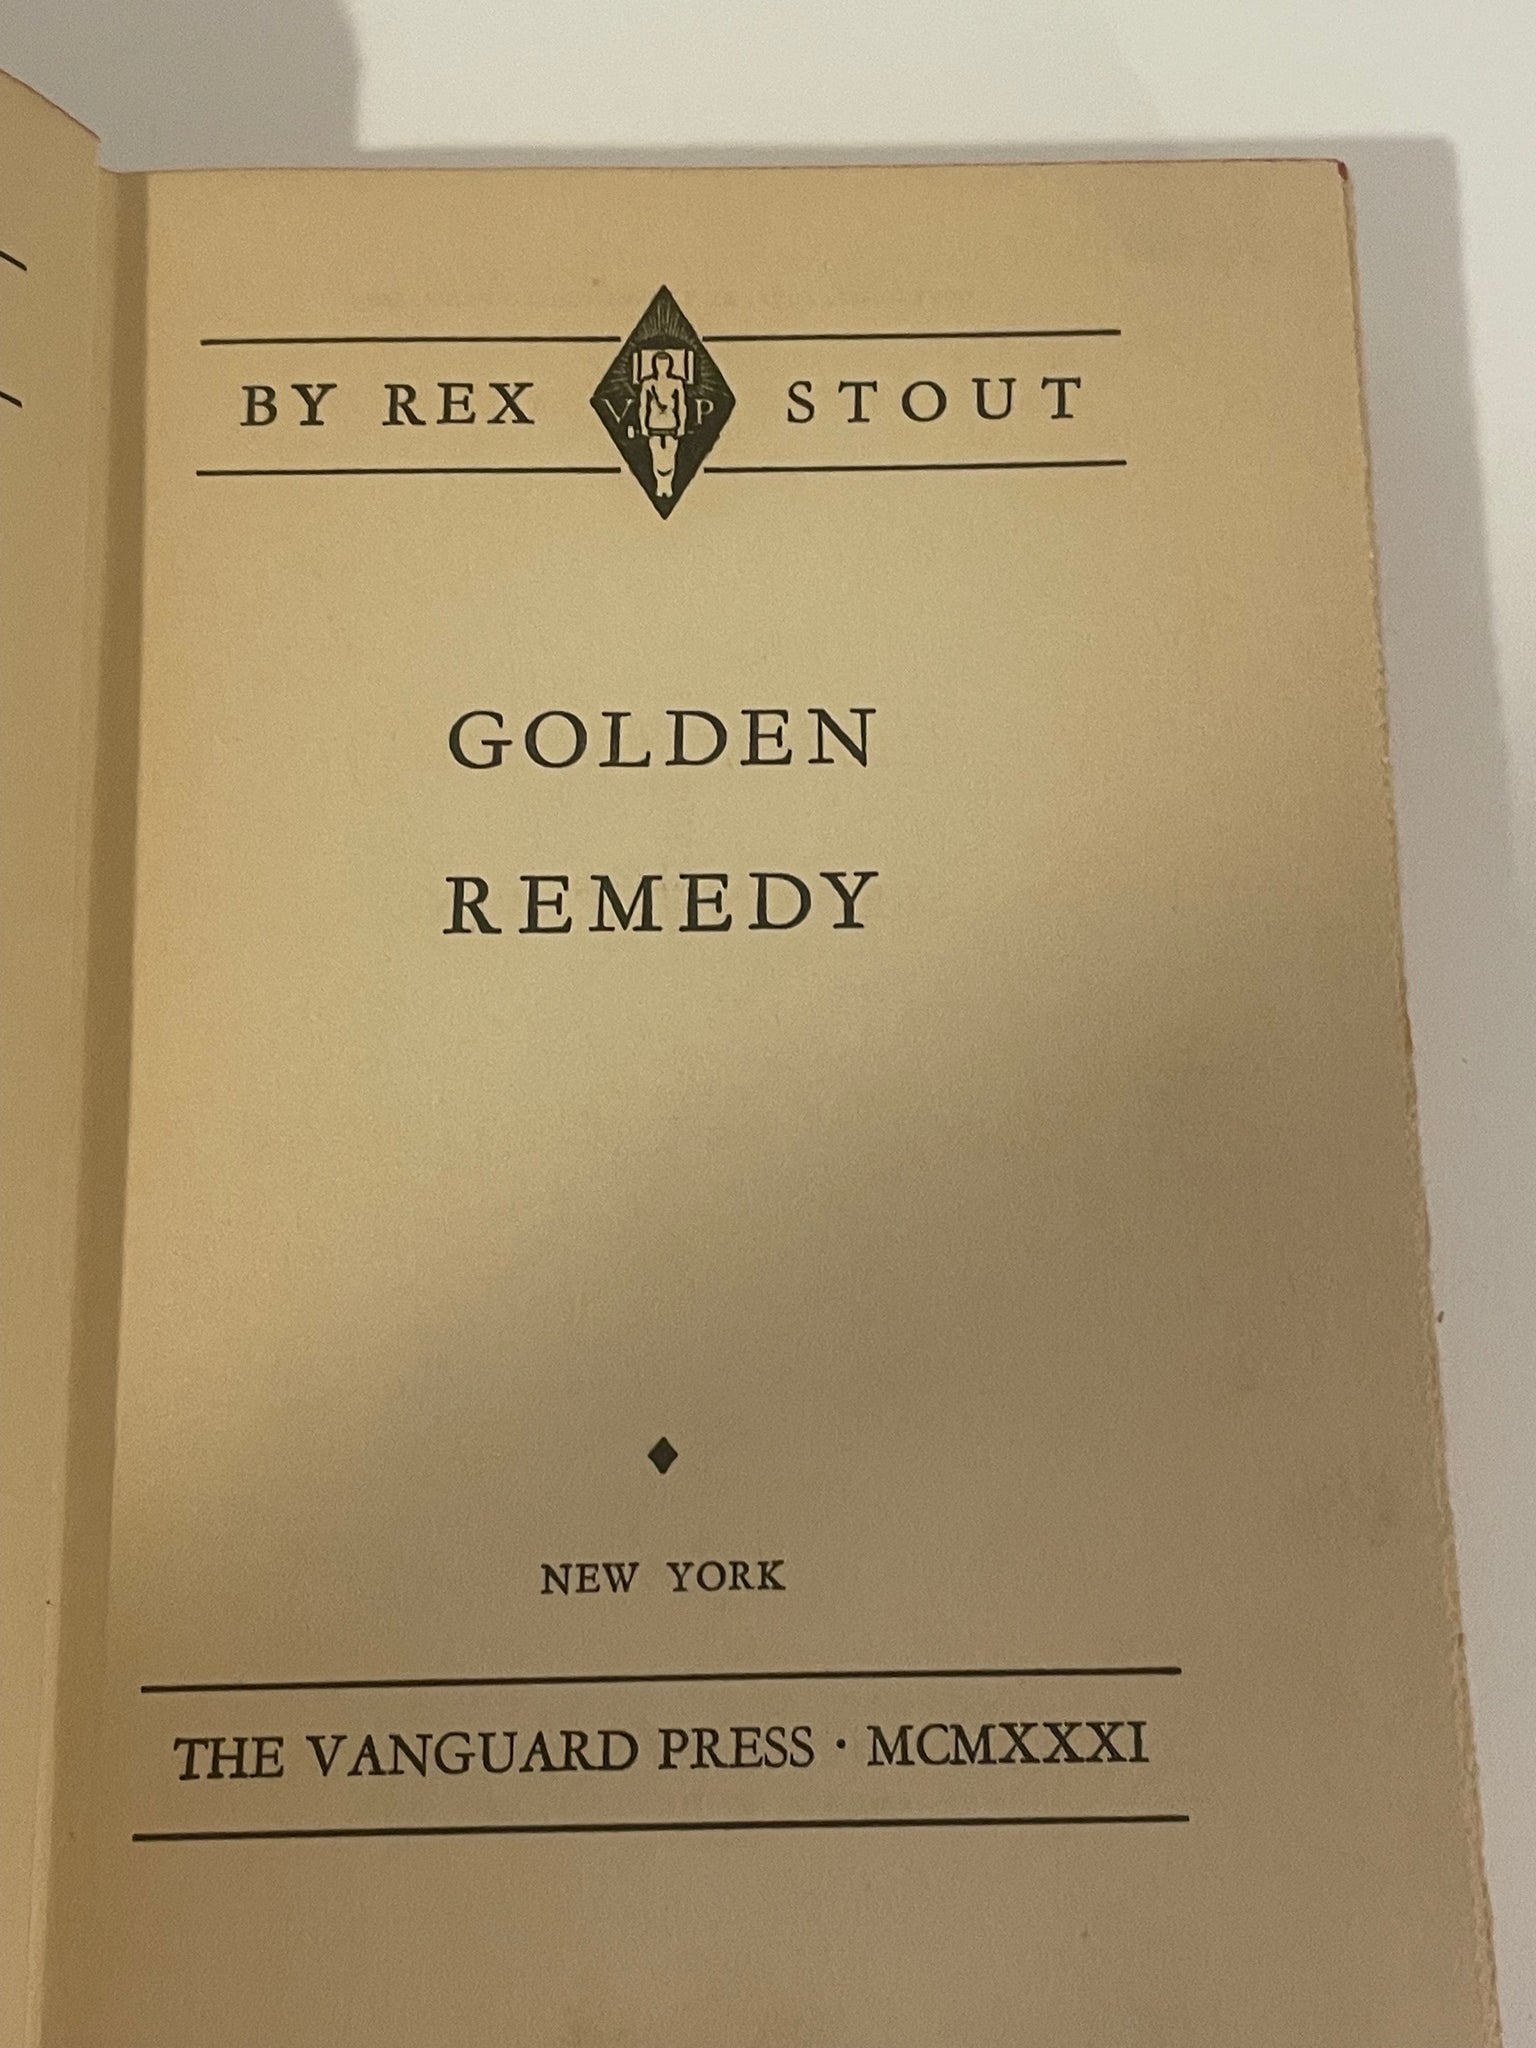 BY REX V P STOUT
GOLDEN
REMEDY
NEW YORK
THE VANGUARD PRESS · MCMXXXI